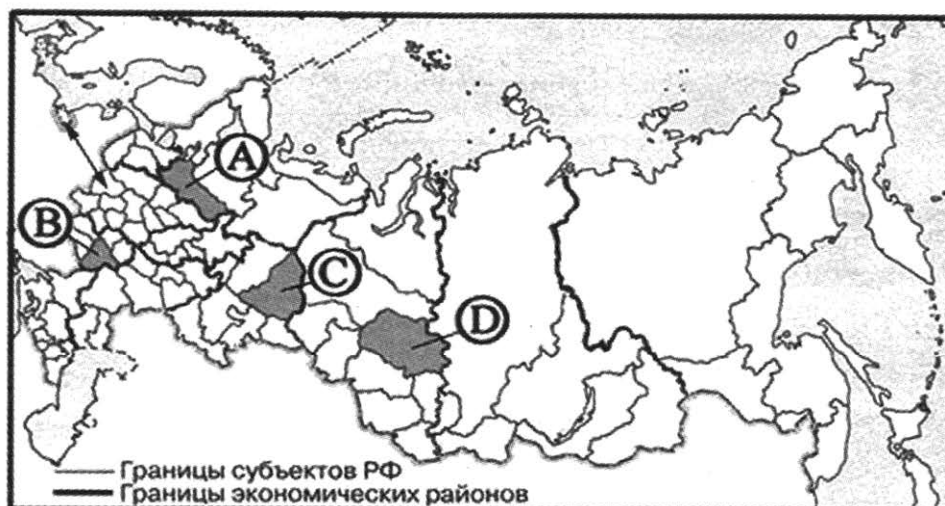 A
B
C
D
Границы субъектов РФ
Границы экономических районов